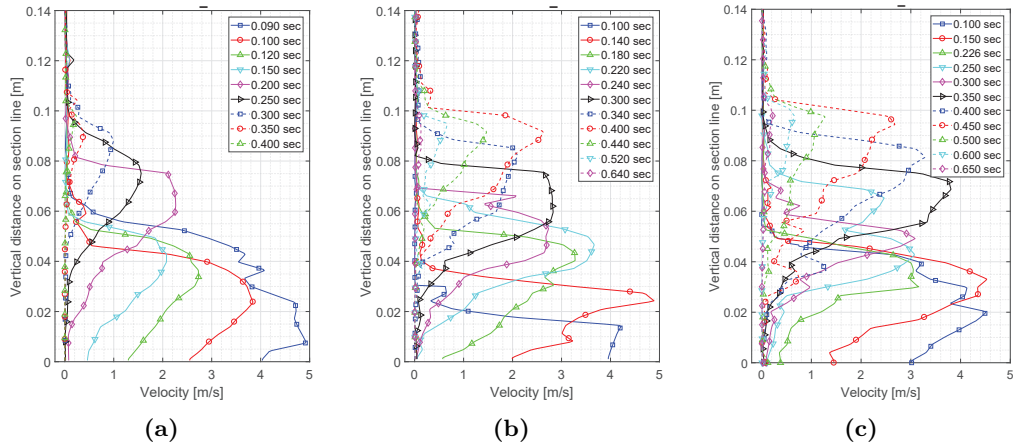 0.14
0.12
0.1
0.08
0.06
0.04
0.02
0
Vertical distance on section line [m]
0 1 2 3 4 5
Velocity [m/s]
0.090 sec
0.100 sec
0.120 sec
0.150 sec
0.200 sec
0.250 sec
0.300 sec
0.350 sec
0.400 sec
(a)
0.14
0.12
0.1
0.08
0.06
0.04
0.02
0
Vertical distance on section line [m]
0 1 2 3 4 5
Velocity [m/s]
0.100 sec
0.140 sec
0.180 sec
0.220 sec
0.240 sec
0.300 sec
0.340 sec
0.400 sec
0.440 sec
0.520 sec
0.640 sec
(b)
0.14
0.12
0.1
0.08
0.06
0.04
0.02
0
Vertical distance on section line [m]
0 1 2 3 4 5
Velocity [m/s]
0.100 sec
0.150 sec
0.226 sec
0.250 sec
0.300 sec
0.350 sec
0.400 sec
0.450 sec
0.500 sec
0.600 sec
0.650 sec
(c)